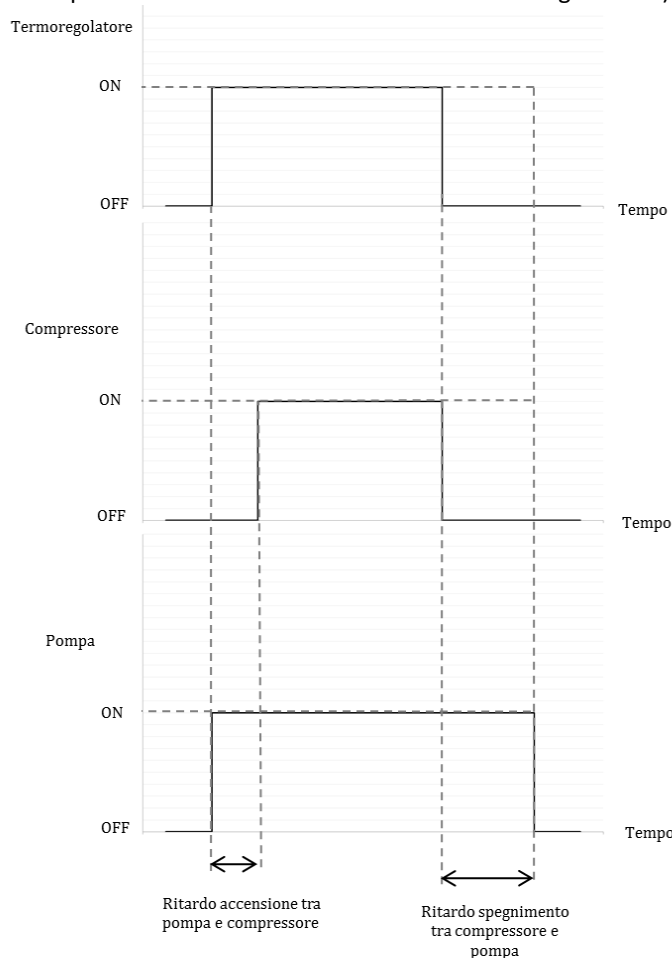 Termoregolatore
ON
OFF
Tempo
Compressore
ON
OFF
Tempo
Pompa
ON
OFF
Tempo
Ritardo accensione tra
pompa e compressore
Ritardo spegnimento
tra compressore e
pompa